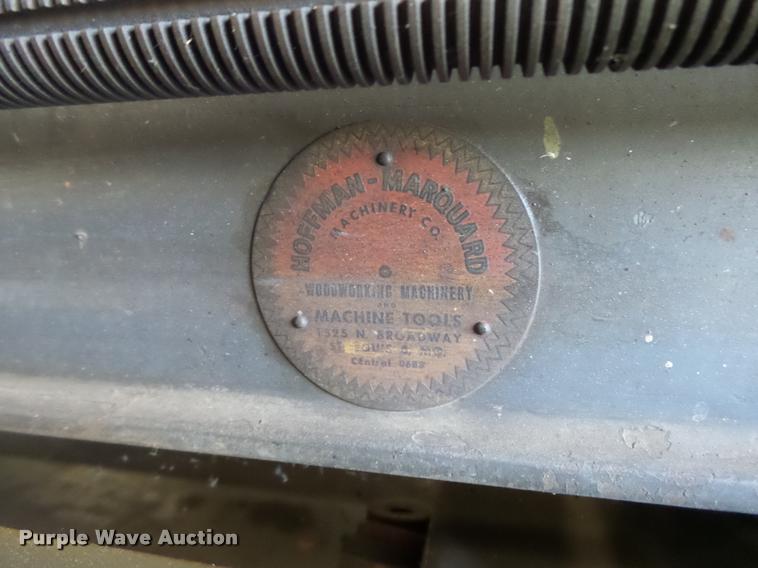 HOFFMAN-MARQUARD
MACHINERY CO.
WOODWORKING MACHINERY
AND
MACHINE TOOLS
1525 N. BROADWAY
ST. LOUIS 6, MO.
Central 0683
Purple Wave Auction